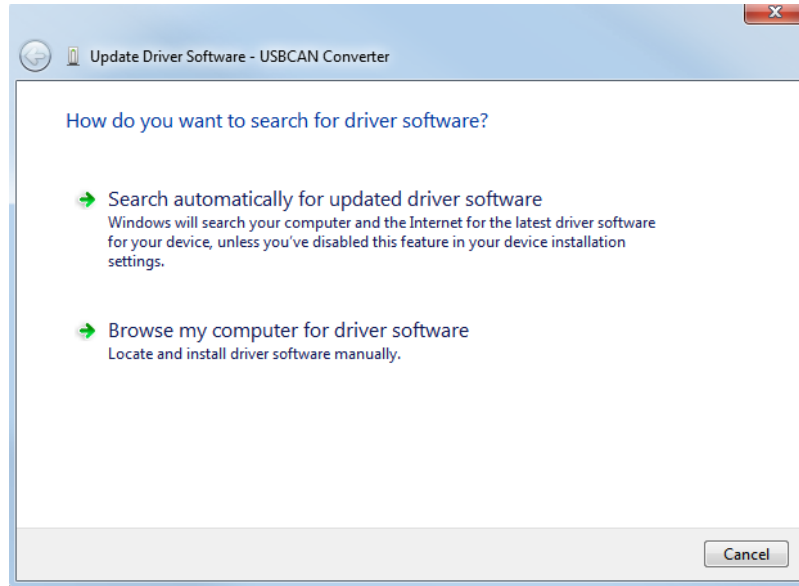 X
Update Driver Software - USBCAN Converter
How do you want to search for driver software?
Search automatically for updated driver software
Windows will search your computer and the Internet for the latest driver software
for your device, unless you've disabled this feature in your device installation
settings.
Browse my computer for driver software
Locate and install driver software manually.
Cancel